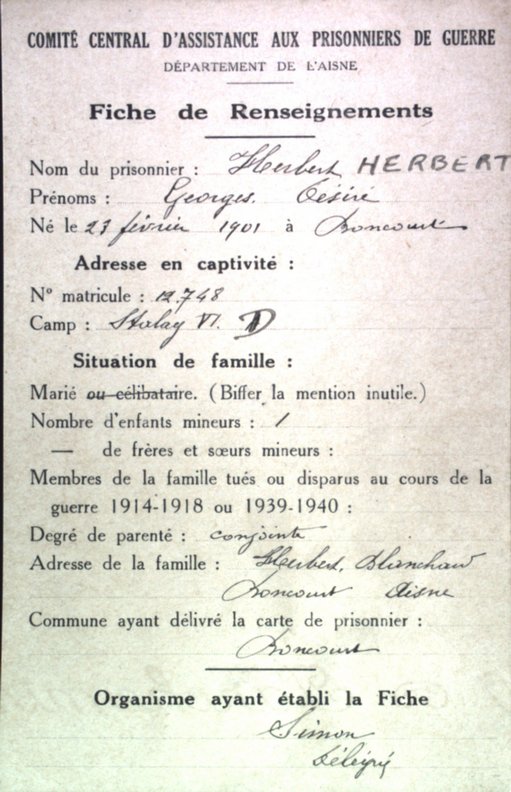 COMITÉ CENTRAL D'ASSISTANCE AUX PRISONNIERS DE GUERRE
DÉPARTEMENT DE L'AISNE
Fiche de Renseignements
Nom du prisonnier : Herbert HERBERT
Prénoms : Georges. Désiré
Né le 23 février 1901 à Roncourt
Adresse en captivité :
N° matricule : 12.748
Camp : Stalag VI. D
Situation de famille :
Marié ou célibataire. (Biffer la mention inutile.)
Nombre d'enfants mineurs : 1
— de frères et sœurs mineurs :
Membres de la famille tués ou disparus au cours de la
guerre 1914-1918 ou 1939-1940 :
Degré de parenté : conjointe
Adresse de la famille : Herbert. Blanchard
Roncourt Aisne
Commune ayant délivré la carte de prisonnier :
Roncourt
Organisme ayant établi la Fiche
Simon